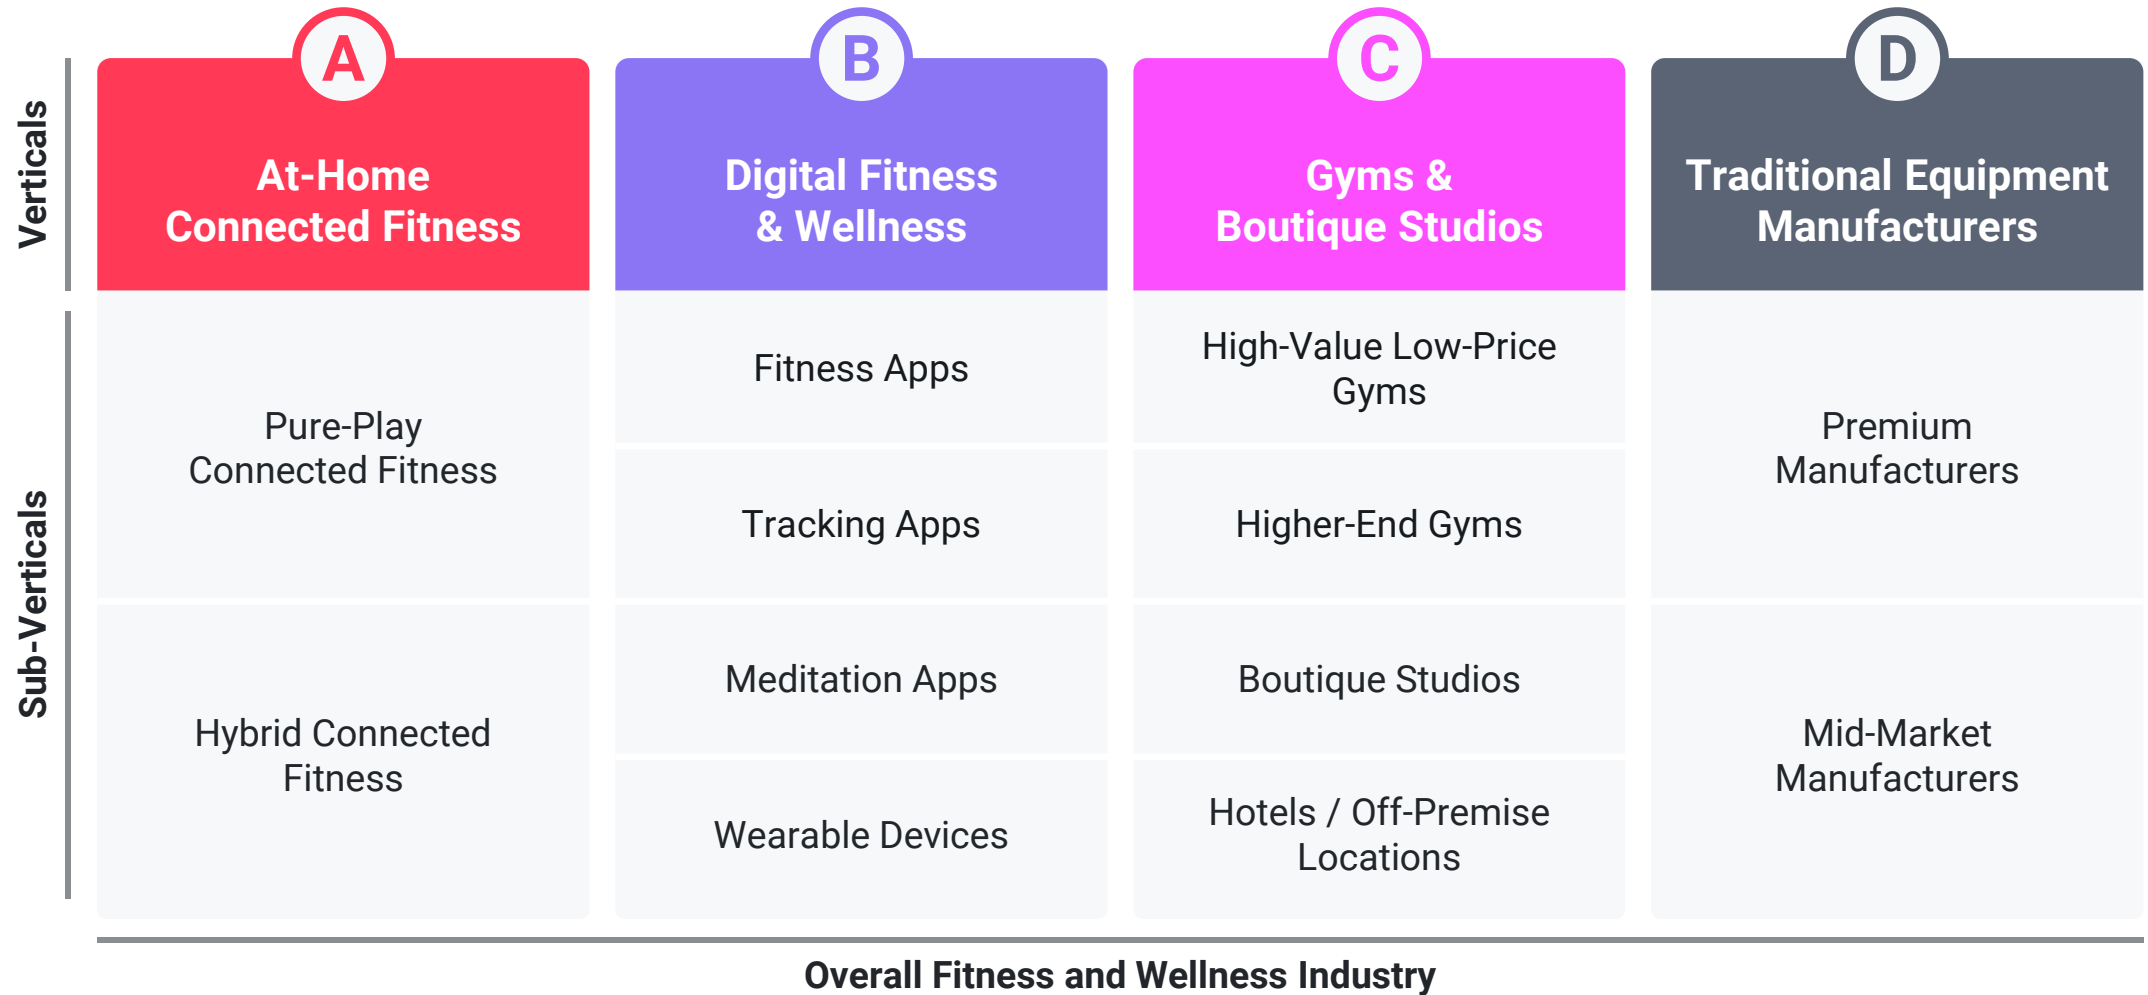 Verticals
A
At-Home
Connected Fitness
B
Digital Fitness
& Wellness
C
Gyms &
Boutique Studios
D
Traditional Equipment
Manufacturers
Sub-Verticals
Pure-Play
Connected Fitness
Hybrid Connected
Fitness
Fitness Apps
Tracking Apps
Meditation Apps
Wearable Devices
High-Value Low-Price
Gyms
Higher-End Gyms
Boutique Studios
Hotels / Off-Premise
Locations
Premium
Manufacturers
Mid-Market
Manufacturers
Overall Fitness and Wellness Industry